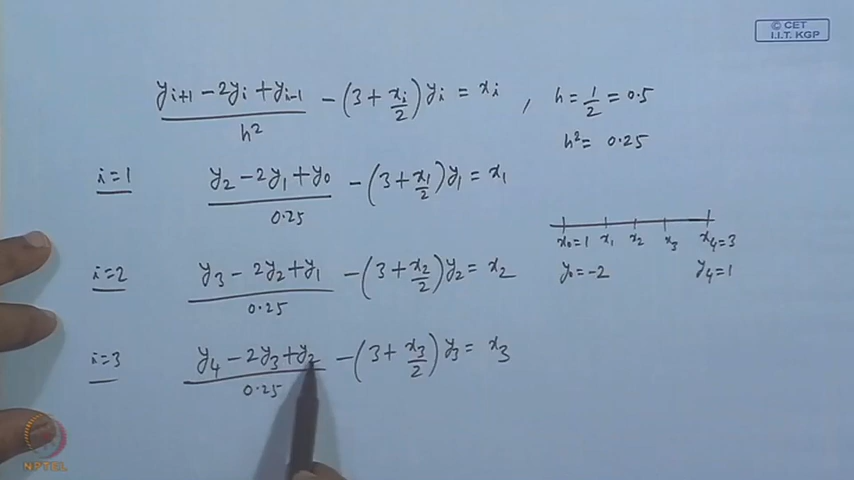 © CET
I.I.T. KGP
(y_{i+1} - 2y_i + y_{i-1}) / h² - (3 + x_i/2) y_i = x_i , h = 1/2 = 0.5
h² = 0.25
i=1 (y_2 - 2y_1 + y_0) / 0.25 - (3 + x_1/2) y_1 = x_1
x_0=1 x_1 x_2 x_3 x_4=3
i=2 (y_3 - 2y_2 + y_1) / 0.25 - (3 + x_2/2) y_2 = x_2
y_0=-2 y_4=1
i=3 (y_4 - 2y_3 + y_2) / 0.25 - (3 + x_3/2) y_3 = x_3
NPTEL